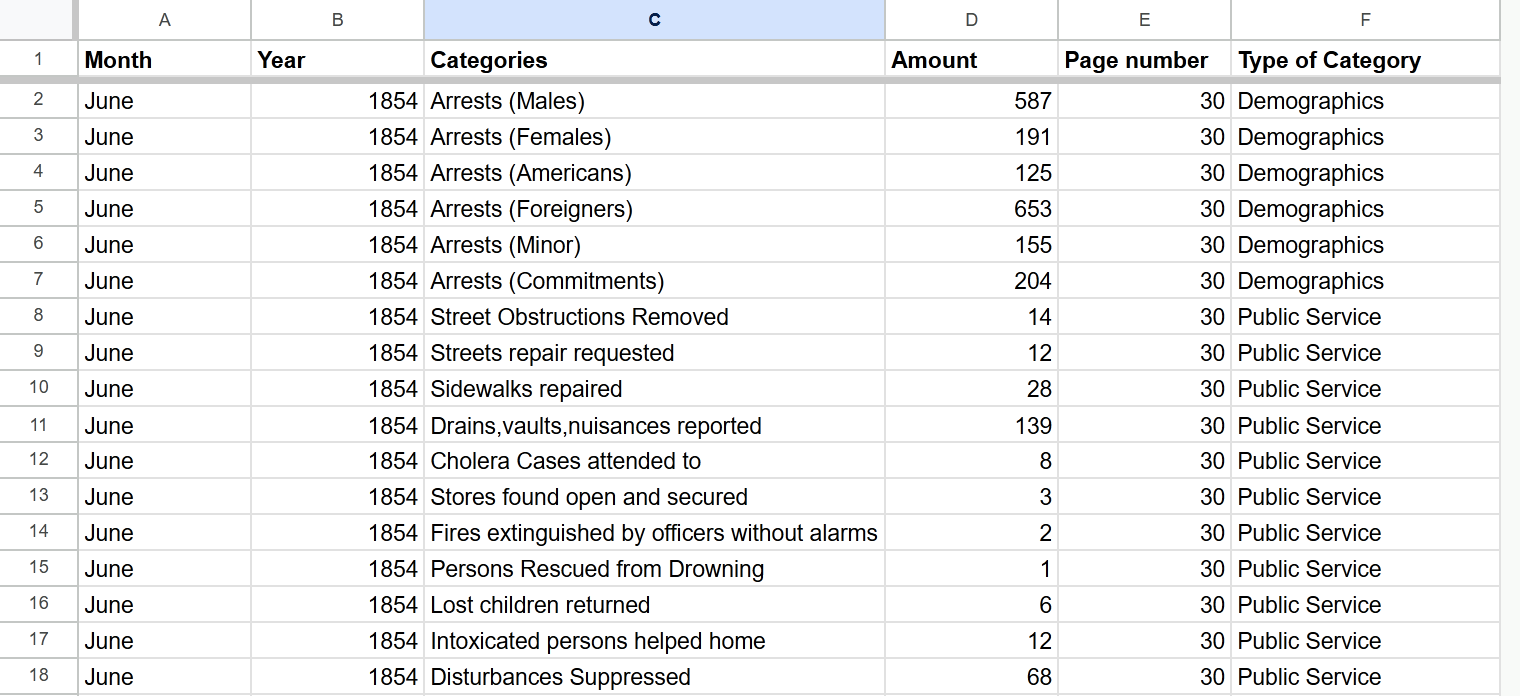 A B C D E F
1 Month Year Categories Amount Page number Type of Category
2 June 1854 Arrests (Males) 587 30 Demographics
3 June 1854 Arrests (Females) 191 30 Demographics
4 June 1854 Arrests (Americans) 125 30 Demographics
5 June 1854 Arrests (Foreigners) 653 30 Demographics
6 June 1854 Arrests (Minor) 155 30 Demographics
7 June 1854 Arrests (Commitments) 204 30 Demographics
8 June 1854 Street Obstructions Removed 14 30 Public Service
9 June 1854 Streets repair requested 12 30 Public Service
10 June 1854 Sidewalks repaired 28 30 Public Service
11 June 1854 Drains,vaults,nuisances reported 139 30 Public Service
12 June 1854 Cholera Cases attended to 8 30 Public Service
13 June 1854 Stores found open and secured 3 30 Public Service
14 June 1854 Fires extinguished by officers without alarms 2 30 Public Service
15 June 1854 Persons Rescued from Drowning 1 30 Public Service
16 June 1854 Lost children returned 6 30 Public Service
17 June 1854 Intoxicated persons helped home 12 30 Public Service
18 June 1854 Disturbances Suppressed 68 30 Public Service